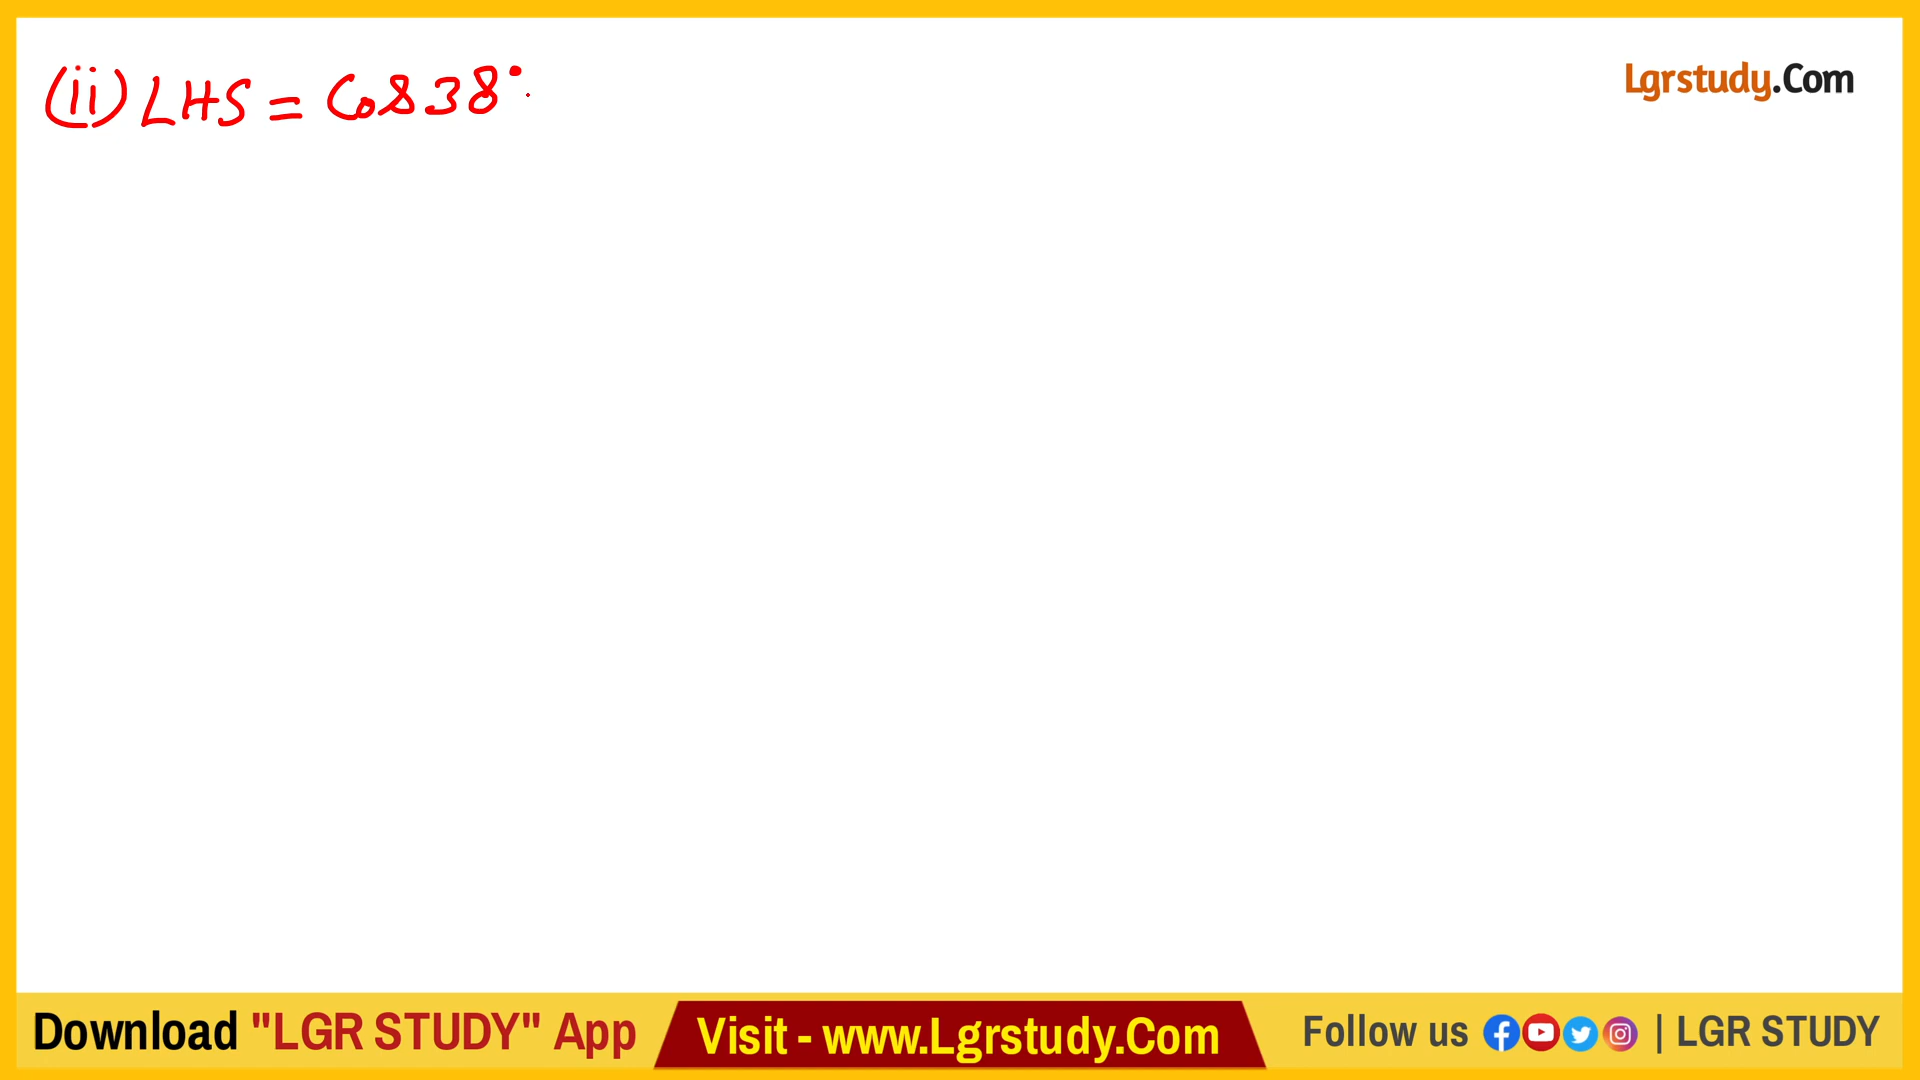 (ii) LHS = Cos 38°
Lgrstudy.Com
Download "LGR STUDY" App
Visit - www.Lgrstudy.Com
Follow us | LGR STUDY